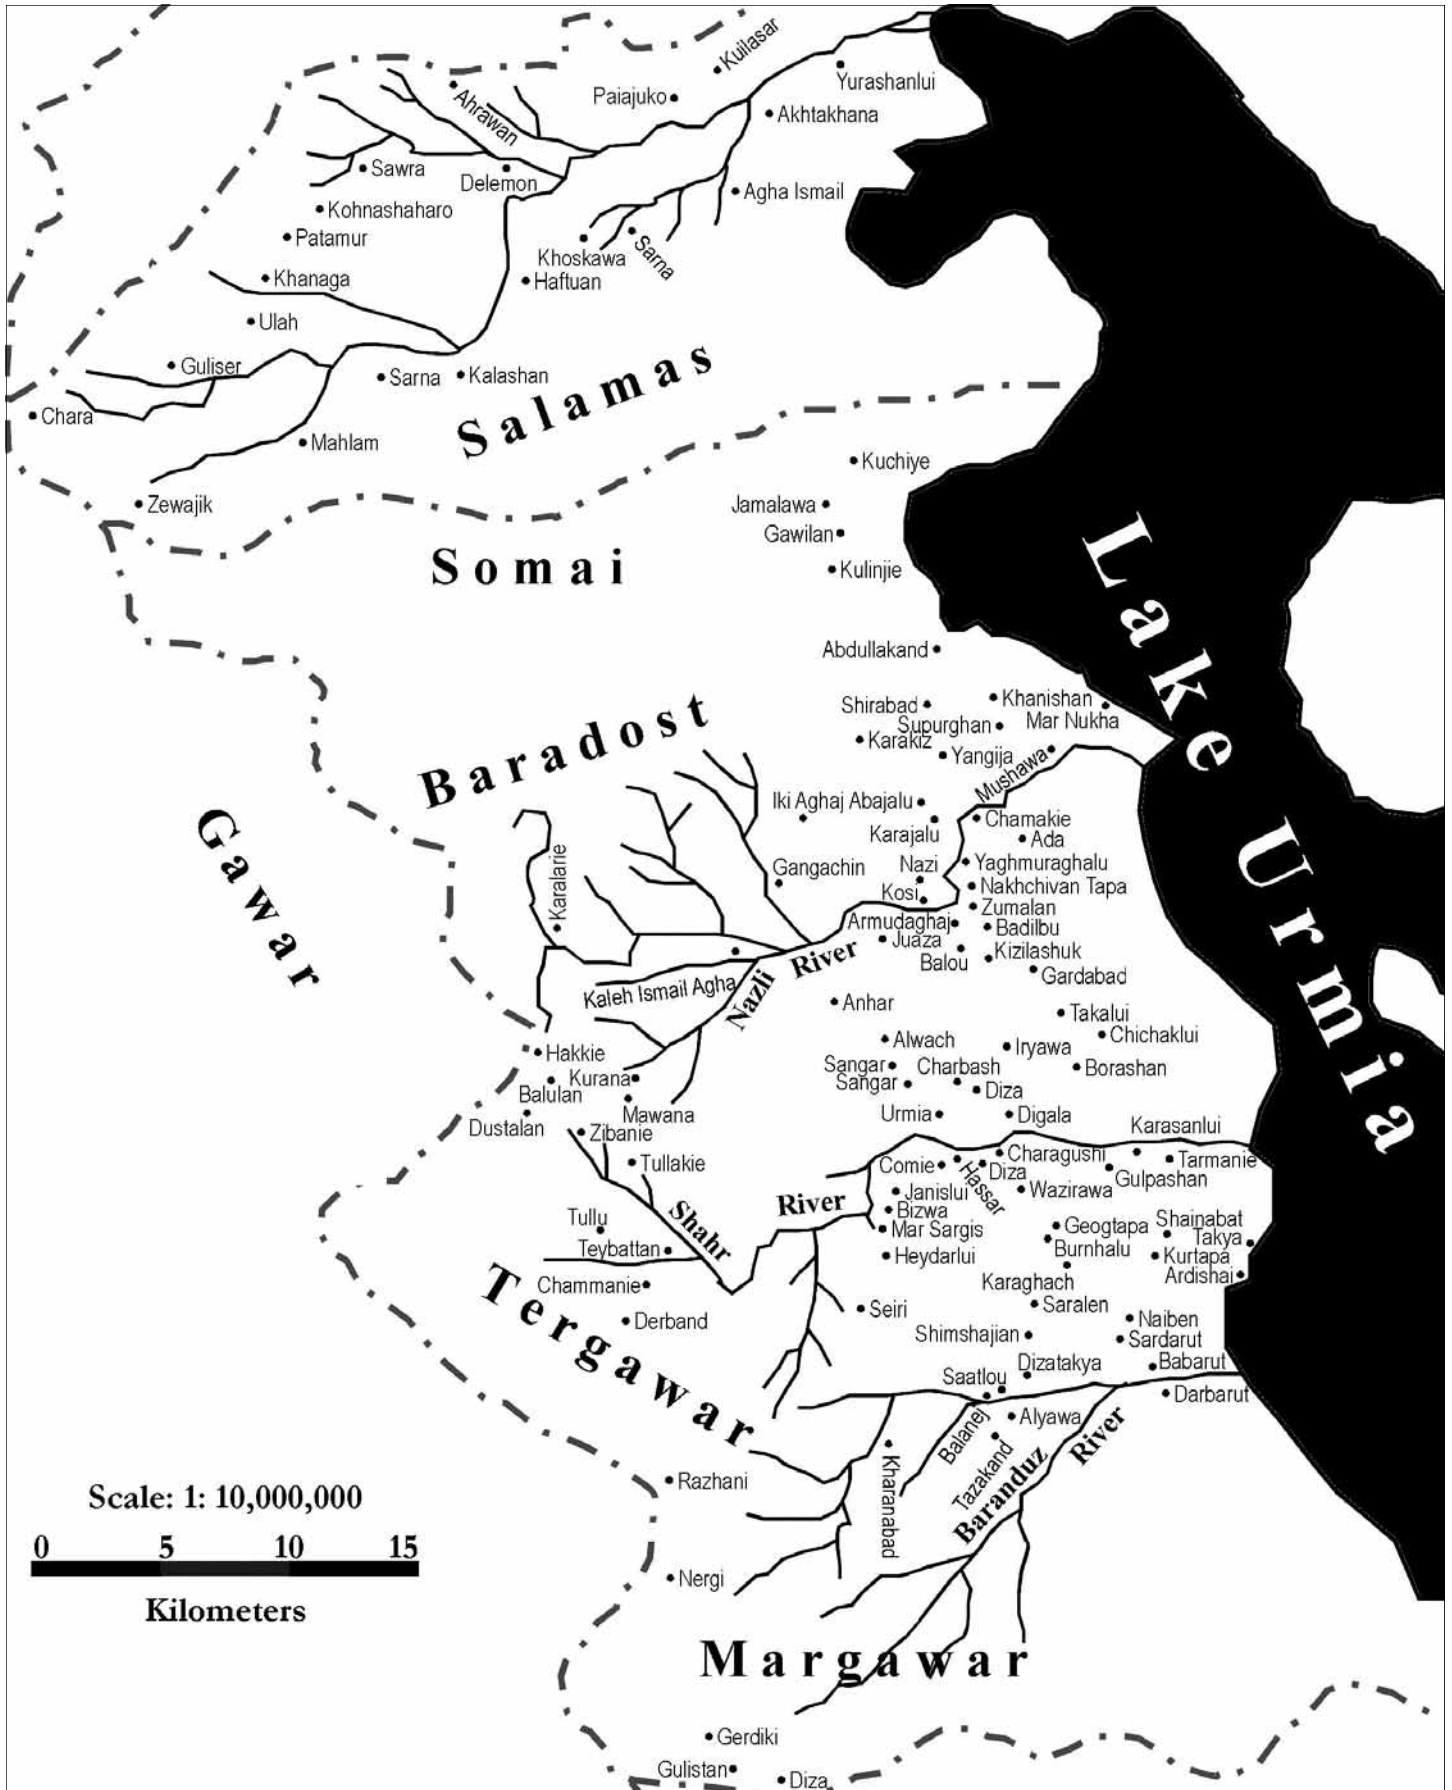 Kuilasar
Yurashanlui
Paiajuko
Ahrawan
Akhtakhana
Sawra
Delemon
Agha Ismail
Kohnashaharo
Patamur
Khoskawa
Sarna
Khanaga
Haftuan
Ulah
Guliser
Sarna
Kalashan
Salamas
Chara
Mahlam
Kuchiye
Zewajik
Jamalawa
Gawilan
Somai
Kulinjie
Lake Urmia
Abdullakand
Khanishan
Shirabad
Mar Nukha
Supurghan
Karakiz
Baradost
Yangija
Mushawa
Iki Aghaj
Abajalu
Chamakie
Karajalu
Ada
Gawar
Karalarie
Gangachin
Nazi
Yaghmuraghalu
Kosi
Nakhchivan Tapa
Zumalan
Armudaghaj
Badilbu
Juaza
Balou
Kizilashuk
Gardabad
Nazli River
Kaleh Ismail Agha
Anhar
Takalui
Chichaklui
Alwach
Iryawa
Hakkie
Sangar
Charbash
Borashan
Kurana
Sangar
Diza
Balulan
Mawana
Urmia
Digala
Dustalan
Zibanie
Karasanlui
Tullakie
Comie
Hassar
Charagushi
Diza
Tarmanie
Gulpashan
Janislui
Wazirawa
Shahr River
Bizwa
Tullu
Mar Sargis
Geogtapa
Shainabat
Teybattan
Burnhalu
Takya
Heydarlui
Kurtapa
Chammanie
Karaghach
Ardishai
Tergawar
Derband
Seiri
Saralen
Naiben
Shimshajian
Sardarut
Dizatakya
Babarut
Saatlou
Darbarut
Balanej
Alyawa
Tazakand
Baranduz River
Kharanabad
Razhani
Scale: 1: 10,000,000
0 5 10 15
Kilometers
Nergi
Margawar
Gerdiki
Gulistan
Diza